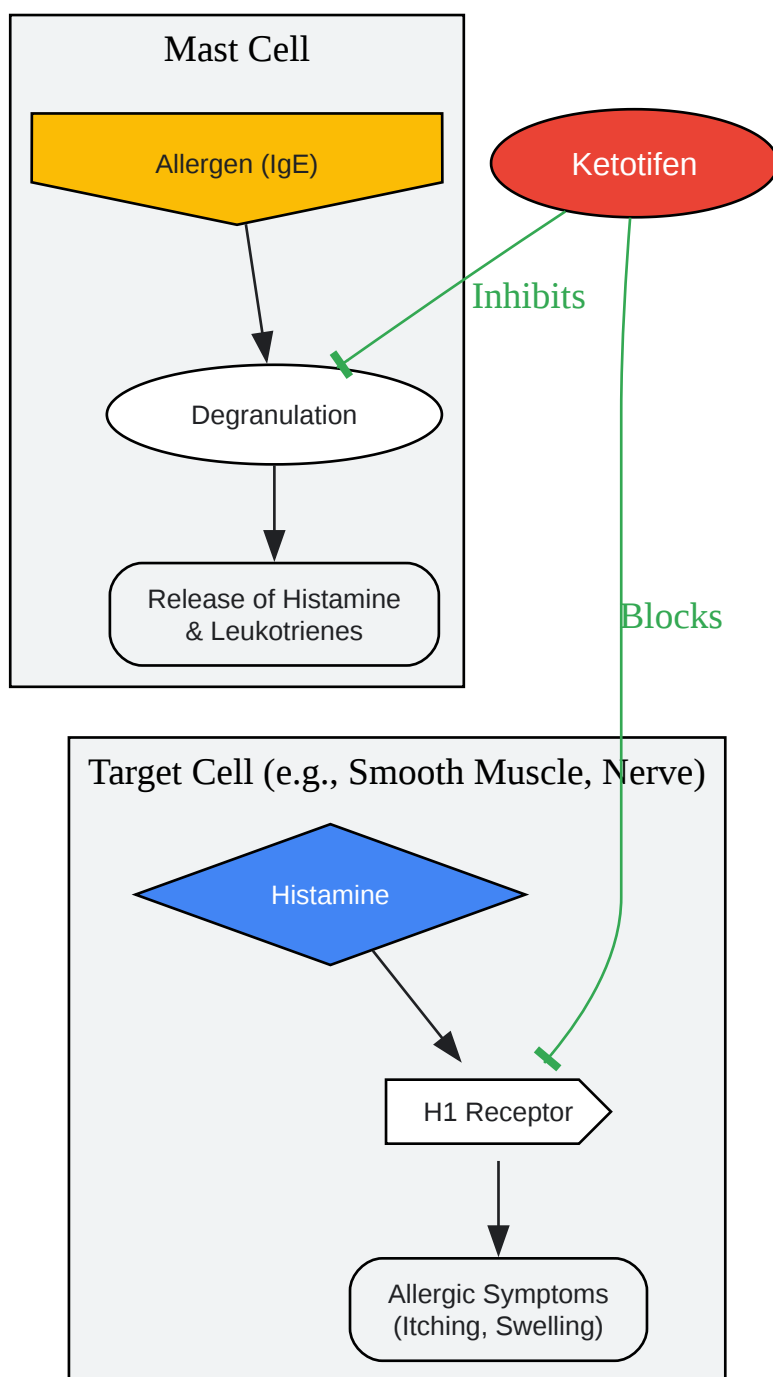 Mast Cell
Allergen (IgE)
Ketotifen
Inhibits
Degranulation
Release of Histamine
& Leukotrienes
Blocks
Target Cell (e.g., Smooth Muscle, Nerve)
Histamine
H1 Receptor
Allergic Symptoms
(Itching, Swelling)